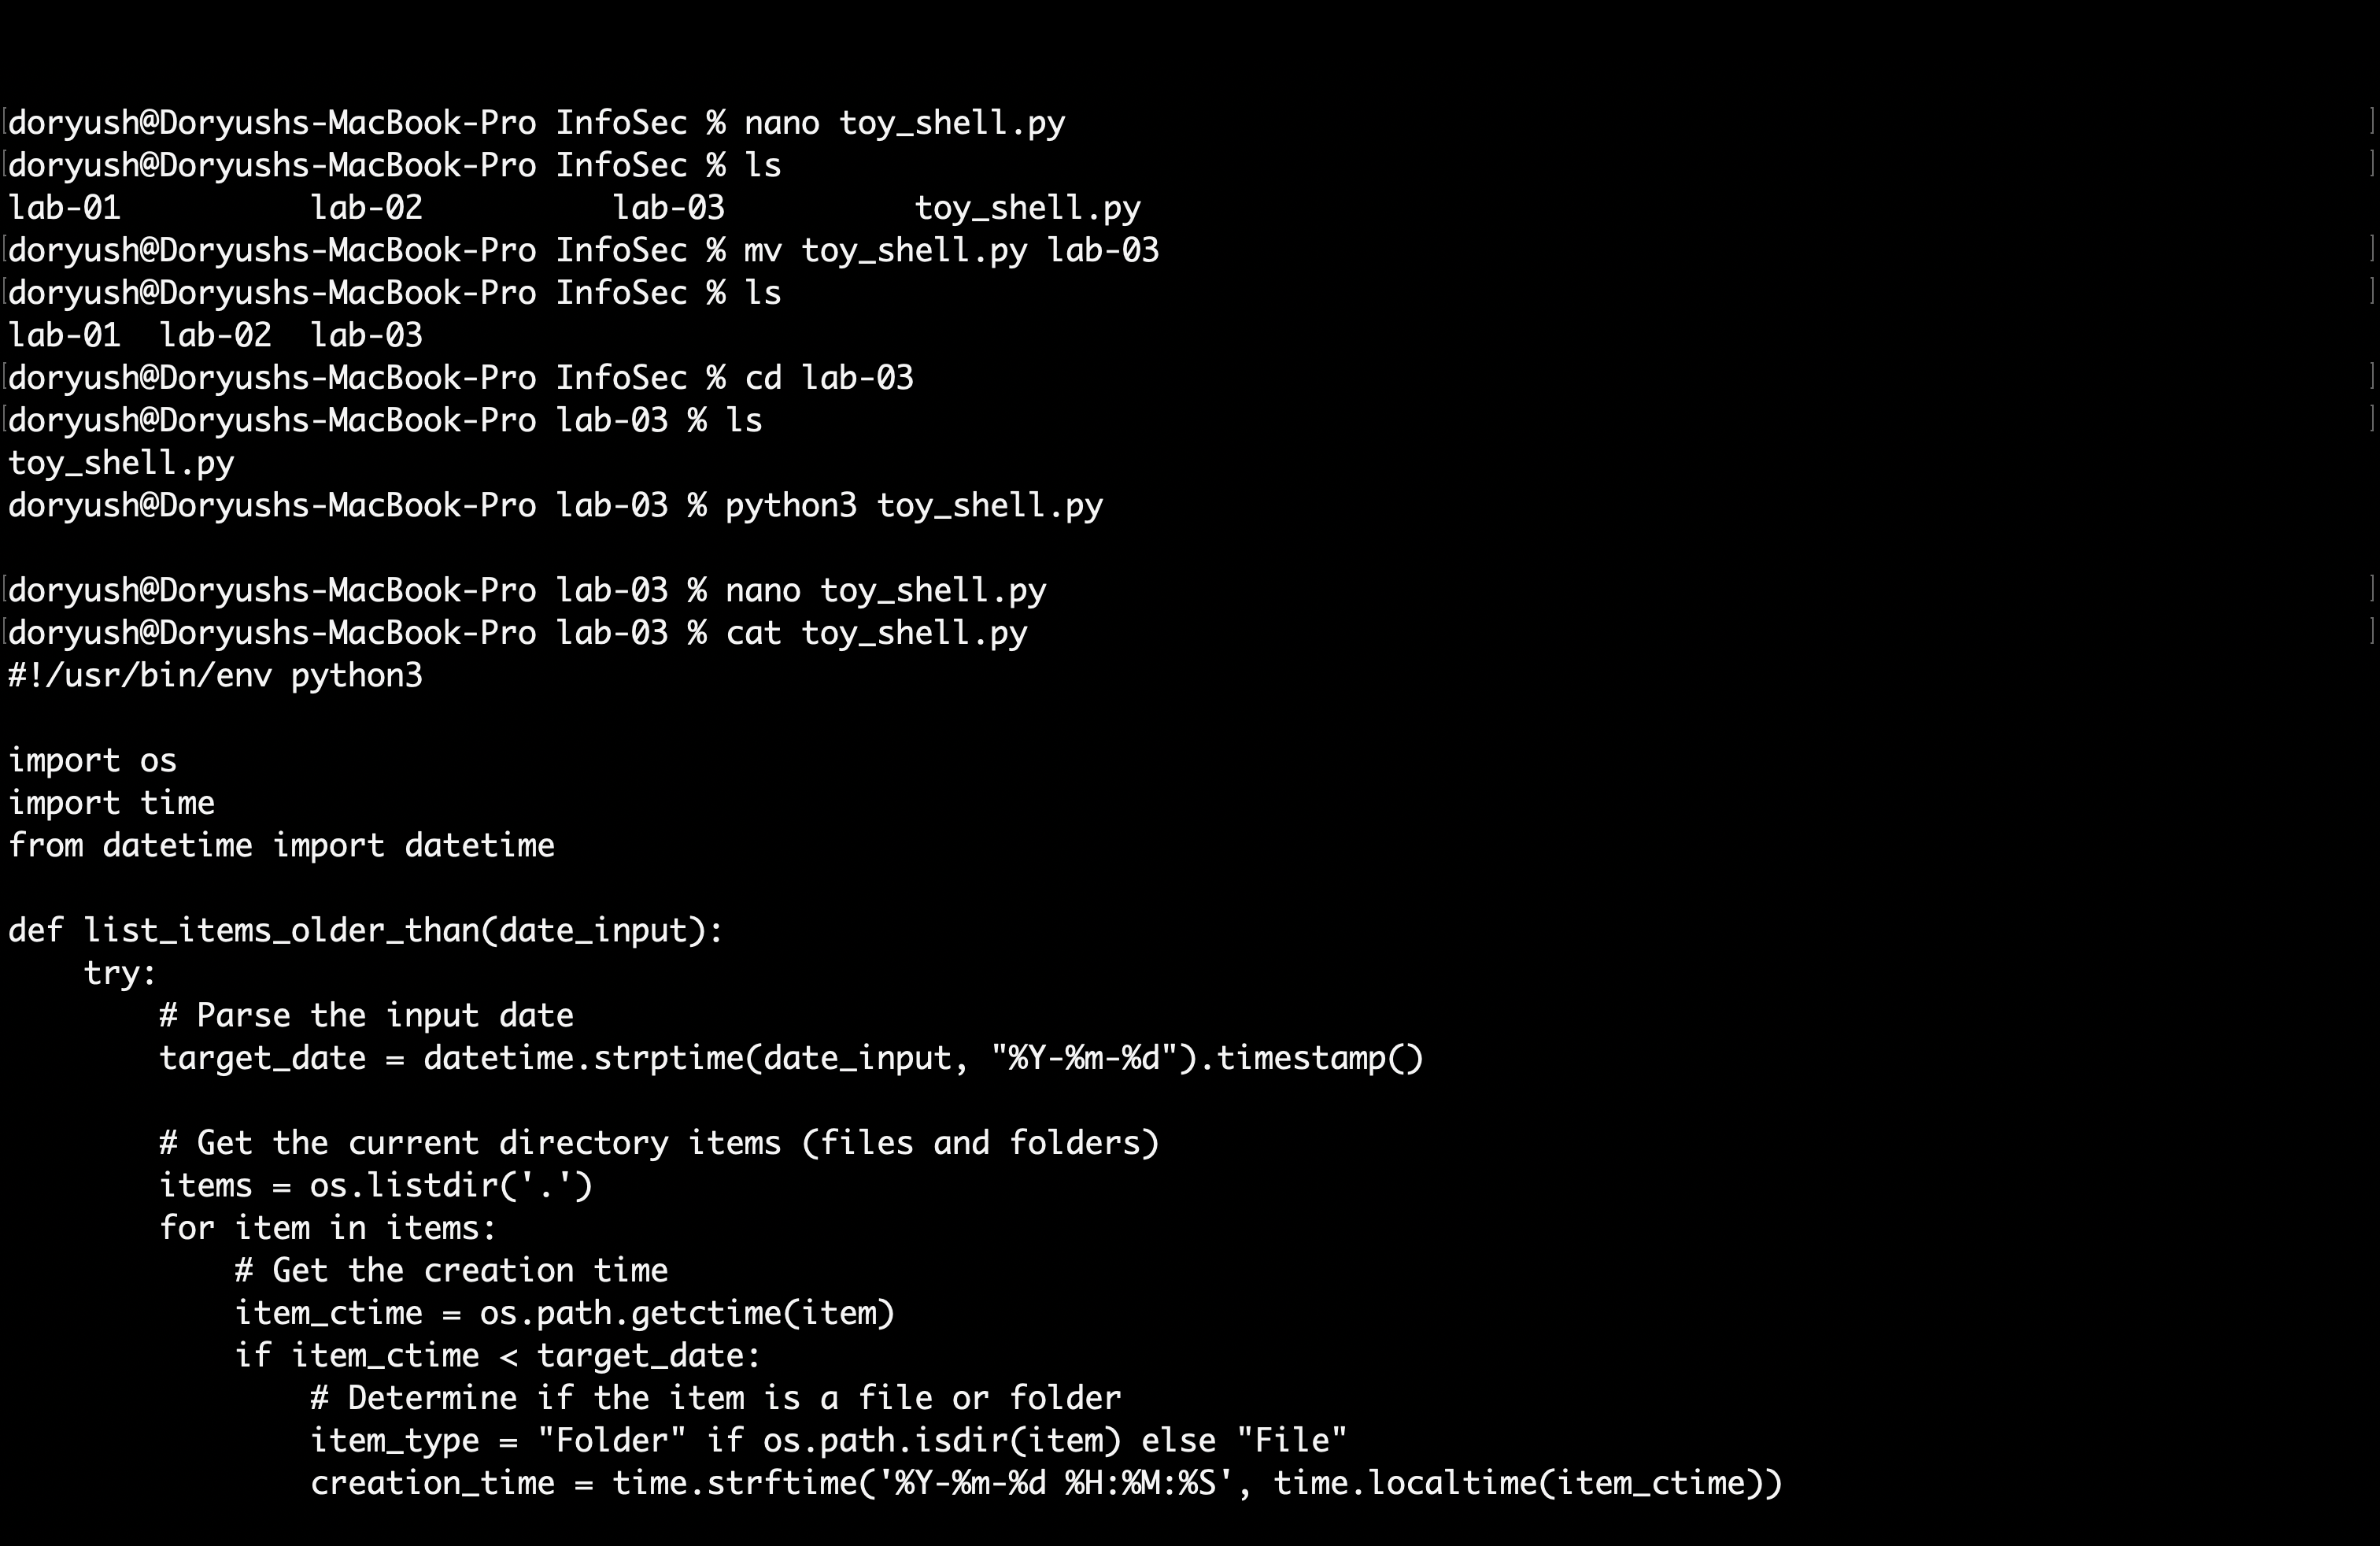 doryush@Doryushs-MacBook-Pro InfoSec % nano toy_shell.py
doryush@Doryushs-MacBook-Pro InfoSec % ls
lab-01          lab-02          lab-03          toy_shell.py
doryush@Doryushs-MacBook-Pro InfoSec % mv toy_shell.py lab-03
doryush@Doryushs-MacBook-Pro InfoSec % ls
lab-01  lab-02  lab-03
doryush@Doryushs-MacBook-Pro InfoSec % cd lab-03
doryush@Doryushs-MacBook-Pro lab-03 % ls
toy_shell.py
doryush@Doryushs-MacBook-Pro lab-03 % python3 toy_shell.py

doryush@Doryushs-MacBook-Pro lab-03 % nano toy_shell.py
doryush@Doryushs-MacBook-Pro lab-03 % cat toy_shell.py
#!/usr/bin/env python3

import os
import time
from datetime import datetime

def list_items_older_than(date_input):
    try:
        # Parse the input date
        target_date = datetime.strptime(date_input, "%Y-%m-%d").timestamp()

        # Get the current directory items (files and folders)
        items = os.listdir('.')
        for item in items:
            # Get the creation time
            item_ctime = os.path.getctime(item)
            if item_ctime < target_date:
                # Determine if the item is a file or folder
                item_type = "Folder" if os.path.isdir(item) else "File"
                creation_time = time.strftime('%Y-%m-%d %H:%M:%S', time.localtime(item_ctime))